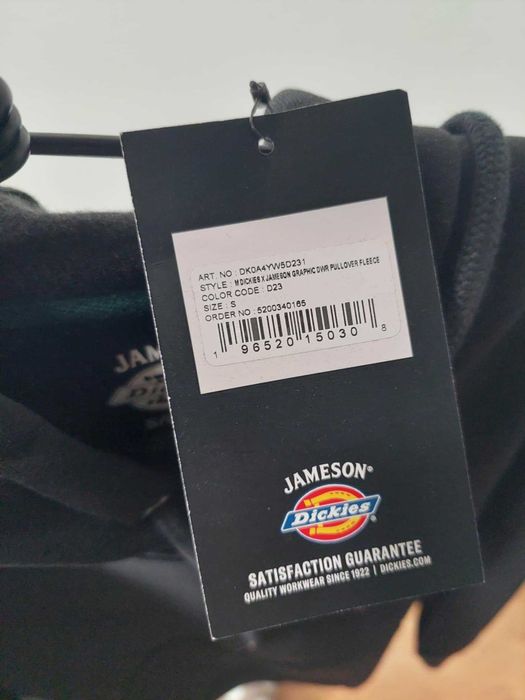 ART. NO : DK0A4YW5D231
STYLE : M DICKIES X JAMESON GRAPHIC DWR PULLOVER FLEECE
COLOR CODE : D23
SIZE : S
ORDER NO : 5200340165
1 96520 15030 8
JAM
JAMESON®
Dickies
SATISFACTION GUARANTEE
QUALITY WORKWEAR SINCE 1922 | DICKIES.COM